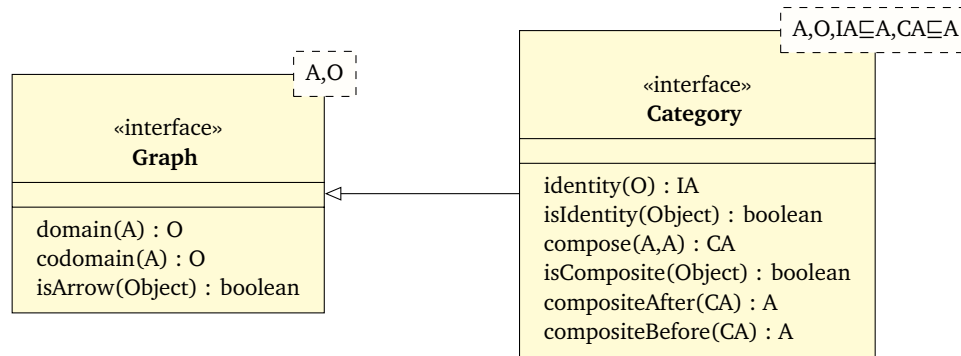 A,O
«interface»
Graph
domain(A) : O
codomain(A) : O
isArrow(Object) : boolean
A,O,IA⊑A,CA⊑A
«interface»
Category
identity(O) : IA
isIdentity(Object) : boolean
compose(A,A) : CA
isComposite(Object) : boolean
compositeAfter(CA) : A
compositeBefore(CA) : A